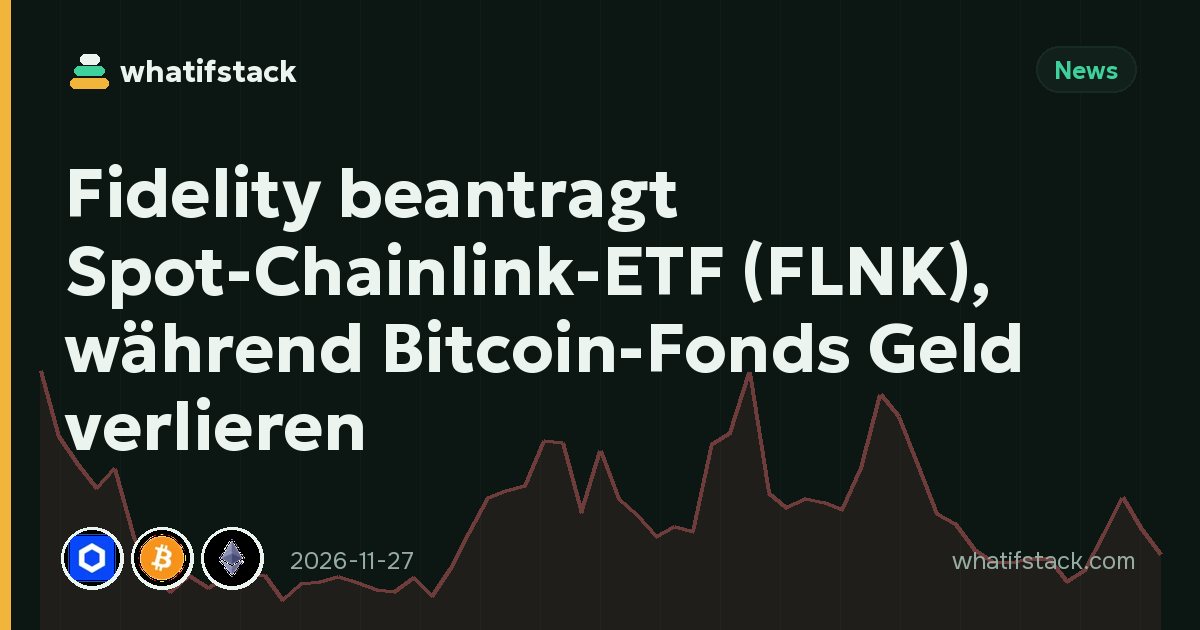 whatifstack
News
Fidelity beantragt
Spot-Chainlink-ETF (FLNK),
während Bitcoin-Fonds Geld
verlieren
2026-11-27
whatifstack.com